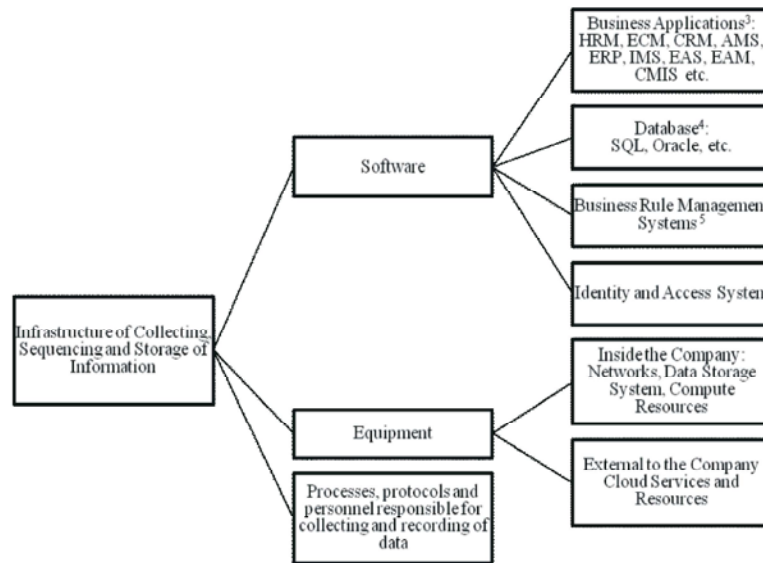 Business Applications³:
HRM, ECM, CRM, AMS,
ERP, IMS, EAS, EAM,
CMIS etc.
Database⁴:
SQL, Oracle, etc.
Software
Business Rule Management
Systems⁵
Identity and Access System
Infrastructure of Collecting,
Sequencing and Storage of
Information
Inside the Company:
Networks, Data Storage
System, Compute
Resources
Equipment
External to the Company
Cloud Services and
Resources
Processes, protocols and
personnel responsible for
collecting and recording of
data